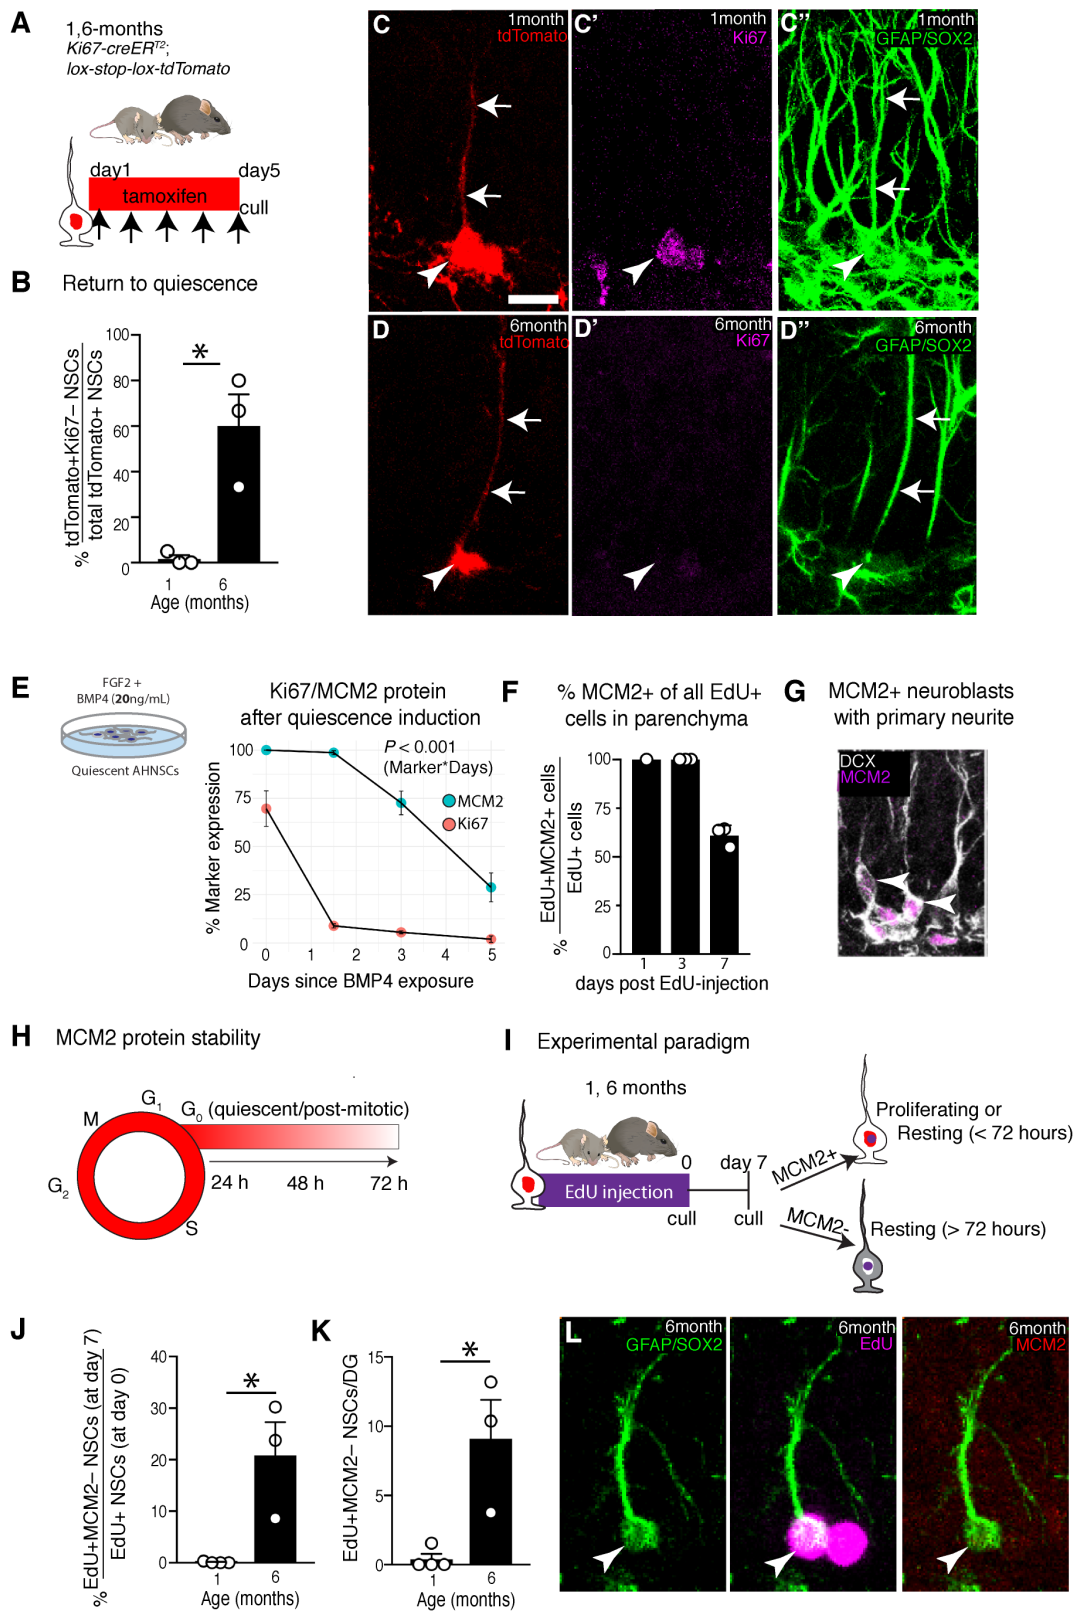 A
1,6-months
Ki67-creERT2;
lox-stop-lox-tdTomato
day1
day5
tamoxifen
cull
B
Return to quiescence
% tdTomato+Ki67– NSCs
total tdTomato+ NSCs
100
80
60
40
20
0
*
1
6
Age (months)
C
1month
tdTomato
C'
1month
Ki67
C''
1month
GFAP/SOX2
D
6month
tdTomato
D'
6month
Ki67
D''
6month
GFAP/SOX2
E
FGF2 +
BMP4 (20ng/mL)
Quiescent AHNSCs
Ki67/MCM2 protein
after quiescence induction
% Marker expression
100
75
50
25
0
P < 0.001
(Marker*Days)
MCM2
Ki67
0
1
2
3
4
5
Days since BMP4 exposure
F
% MCM2+ of all EdU+
cells in parenchyma
% EdU+MCM2+ cells
EdU+ cells
100
75
50
25
0
1
3
7
days post EdU-injection
G
MCM2+ neuroblasts
with primary neurite
DCX
MCM2
H
MCM2 protein stability
G1
M
G2
S
G0 (quiescent/post-mitotic)
24 h
48 h
72 h
I
Experimental paradigm
1, 6 months
EdU injection
0
day 7
cull
cull
MCM2+
MCM2-
Proliferating or
Resting (< 72 hours)
Resting (> 72 hours)
J
% EdU+MCM2– NSCs (at day 7)
EdU+ NSCs (at day 0)
40
30
20
10
0
*
1
6
Age (months)
K
EdU+MCM2– NSCs/DG
15
10
5
0
*
1
6
Age (months)
L
6month
GFAP/SOX2
6month
EdU
6month
MCM2